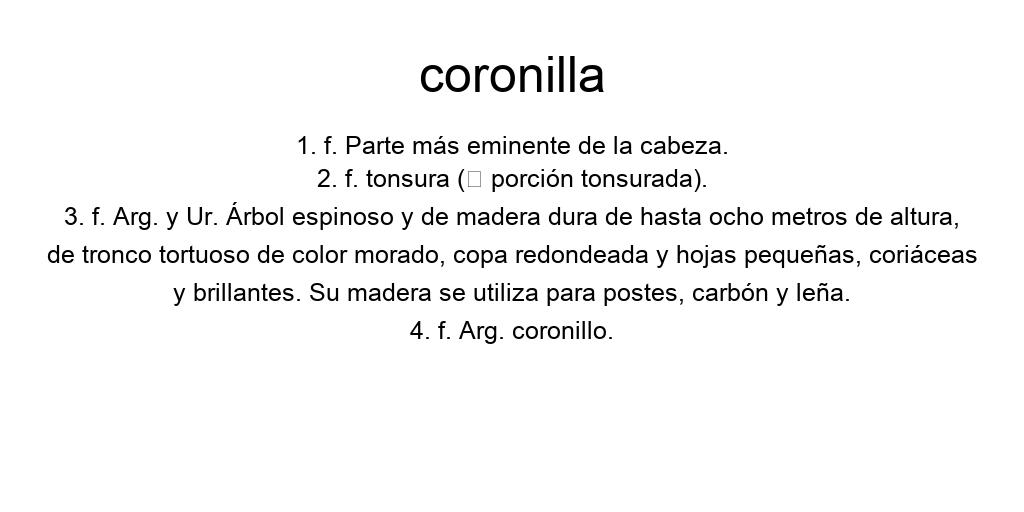 coronilla
1. f. Parte más eminente de la cabeza.
2. f. tonsura (□ porción tonsurada).
3. f. Arg. y Ur. Árbol espinoso y de madera dura de hasta ocho metros de altura,
de tronco tortuoso de color morado, copa redondeada y hojas pequeñas, coriáceas
y brillantes. Su madera se utiliza para postes, carbón y leña.
4. f. Arg. coronillo.